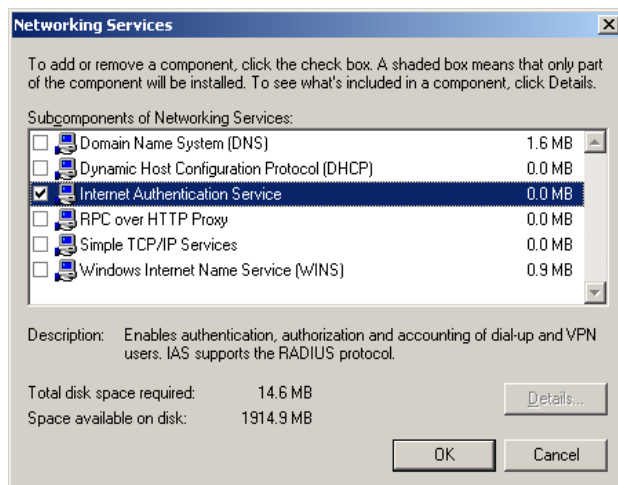 Networking Services
To add or remove a component, click the check box. A shaded box means that only part
of the component will be installed. To see what's included in a component, click Details.
Subcomponents of Networking Services:
Domain Name System (DNS) 1.6 MB
Dynamic Host Configuration Protocol (DHCP) 0.0 MB
Internet Authentication Service 0.0 MB
RPC over HTTP Proxy 0.0 MB
Simple TCP/IP Services 0.0 MB
Windows Internet Name Service (WINS) 0.9 MB
Description: Enables authentication, authorization and accounting of dial-up and VPN
users. IAS supports the RADIUS protocol.
Total disk space required: 14.6 MB
Space available on disk: 1914.9 MB
Details...
OK Cancel